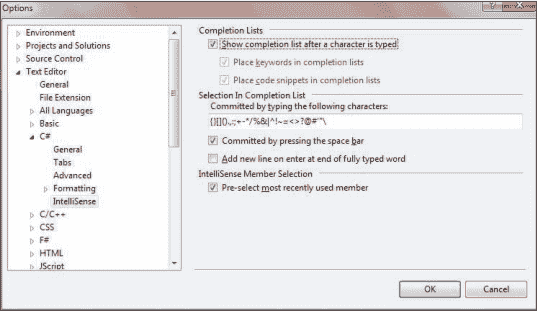 Options
Environment
Projects and Solutions
Source Control
Text Editor
General
File Extension
All Languages
Basic
C#
General
Tabs
Advanced
Formatting
IntelliSense
C/C++
CSS
F#
HTML
JScript
Completion Lists
Show completion list after a character is typed
Place keywords in completion lists
Place code snippets in completion lists
Selection In Completion List
Committed by typing the following characters:
{}[]().,:;+-*/%&|^!~=<>?@#'"\
Committed by pressing the space bar
Add new line on enter at end of fully typed word
IntelliSense Member Selection
Pre-select most recently used member
OK
Cancel